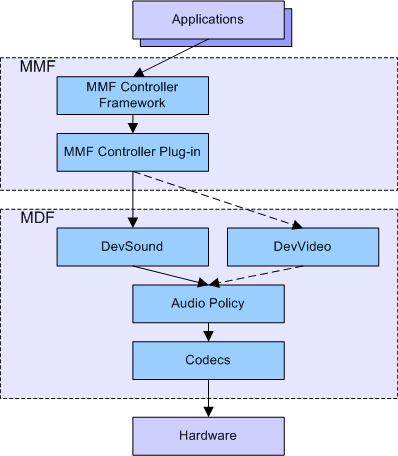 Applications
MMF
MMF Controller
Framework
MMF Controller Plug-in
MDF
DevSound
DevVideo
Audio Policy
Codecs
Hardware